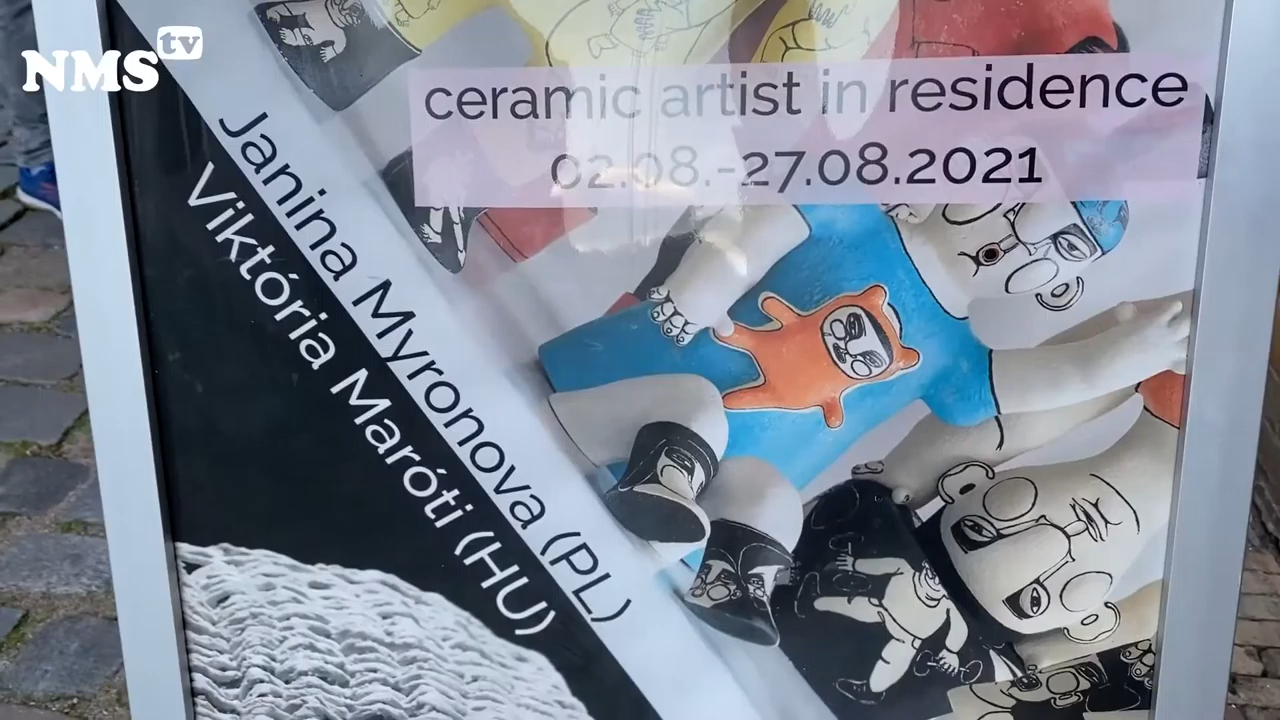 NMS tv
ceramic artist in residence
02.08.-27.08.2021
Janina Myronova (PL)
Viktória Maróti (HU)